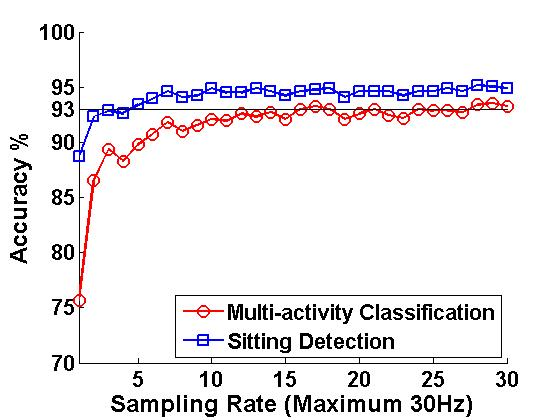 100
95
93
90
85
80
75
70
Accuracy %
Multi-activity Classification
Sitting Detection
5 10 15 20 25 30
Sampling Rate (Maximum 30Hz)